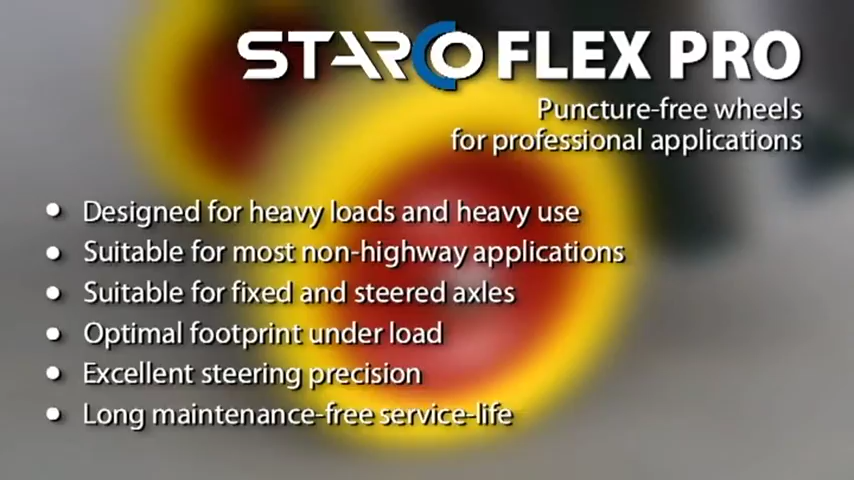 STARCO FLEX PRO
Puncture-free wheels
for professional applications
• Designed for heavy loads and heavy use
• Suitable for most non-highway applications
• Suitable for fixed and steered axles
• Optimal footprint under load
• Excellent steering precision
• Long maintenance-free service-life